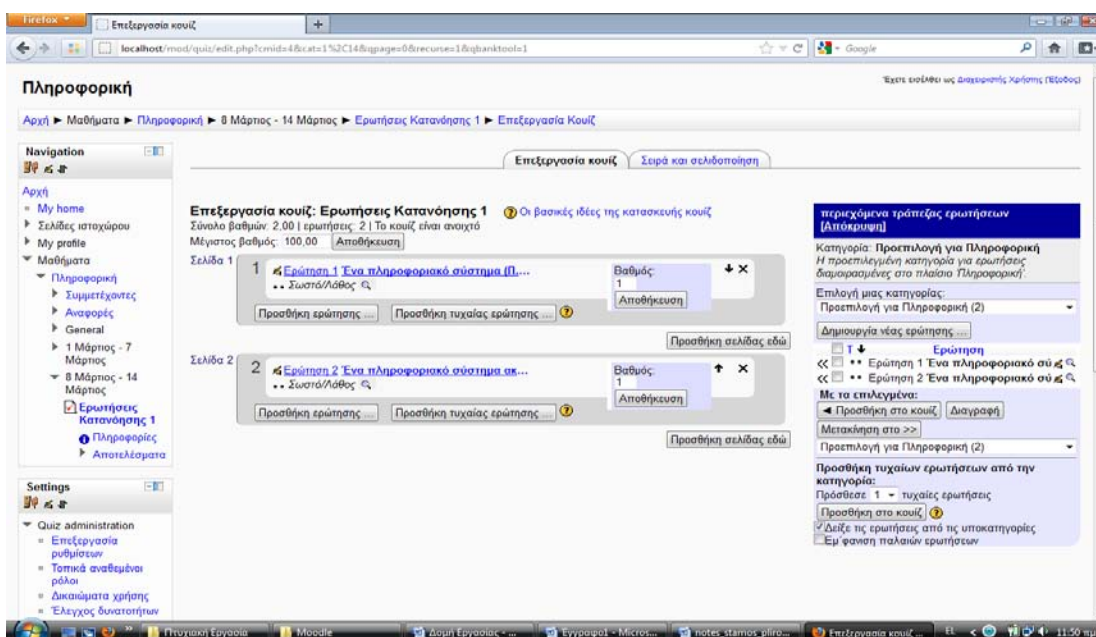 Firefox
Επεξεργασία κουίζ
localhost/mod/quiz/edit.php?cmid=4&cat=1%2C14&qpage=0&recurse=1&qbanktool=1
Google
Πληροφορική
Έχετε εισέλθει ως Διαχειριστής Χρήστης (Έξοδος)
Αρχή ► Μαθήματα ► Πληροφορική ► 8 Μάρτιος - 14 Μάρτιος ► Ερωτήσεις Κατανόησης 1 ► Επεξεργασία Κουίζ
Navigation
Αρχή
My home
Σελίδες ιστοχώρου
My profile
Μαθήματα
Πληροφορική
Συμμετέχοντες
Αναφορές
General
1 Μάρτιος - 7
Μάρτιος
8 Μάρτιος - 14
Μάρτιος
Ερωτήσεις
Κατανόησης 1
Πληροφορίες
Αποτελέσματα
Settings
Quiz administration
Επεξεργασία
ρυθμίσεων
Τοπικά αναθεμένοι
ρόλοι
Δικαιώματα χρήσης
Έλεγχος δυνατοτήτων
Επεξεργασία κουίζ
Σειρά και σελιδοποίηση
Επεξεργασία κουίζ: Ερωτήσεις Κατανόησης 1
Οι βασικές ιδέες της κατασκευής κουίζ
Σύνολο βαθμών: 2,00 | ερωτήσεις: 2 | Το κουίζ είναι ανοιχτό
Μέγιστος βαθμός: 100,00 Αποθήκευση
Σελίδα 1
1
Ερώτηση 1 Ένα πληροφοριακό σύστημα (Π....
Σωστό/Λάθος
Βαθμός:
1
Αποθήκευση
Προσθήκη ερώτησης ...
Προσθήκη τυχαίας ερώτησης ...
Προσθήκη σελίδας εδώ
Σελίδα 2
2
Ερώτηση 2 Ένα πληροφοριακό σύστημα ακ...
Σωστό/Λάθος
Βαθμός:
1
Αποθήκευση
Προσθήκη ερώτησης ...
Προσθήκη τυχαίας ερώτησης ...
Προσθήκη σελίδας εδώ
περιεχόμενα τράπεζας ερωτήσεων
[Απόκρυψη]
Κατηγορία: Προεπιλογή για Πληροφορική
Η προεπιλεγμένη κατηγορία για ερωτήσεις
διαμοιρασμένες στο πλαίσιο 'Πληροφορική'.
Επιλογή μιας κατηγορίας:
Προεπιλογή για Πληροφορική (2)
Δημιουργία νέας ερώτησης ...
Τ Ερώτηση
Ερώτηση 1 Ένα πληροφοριακό σύ
Ερώτηση 2 Ένα πληροφοριακό σύ
Με τα επιλεγμένα:
◄ Προσθήκη στο κουίζ Διαγραφή
Μετακίνηση στο >>
Προεπιλογή για Πληροφορική (2)
Προσθήκη τυχαίων ερωτήσεων από την
κατηγορία:
Πρόσθεσε 1 τυχαίες ερωτήσεις
Προσθήκη στο κουίζ
Δείξε τις ερωτήσεις από τις υποκατηγορίες
Εμ΄φανιση παλαιών ερωτήσεων
Πτυχιακή Εργασία
Moodle
Δομή Εργασίας - ...
Έγγραφο1 - Micros...
notes_stamos_pliro...
Επεξεργασία κουίζ ...
EL
11:50 πμ